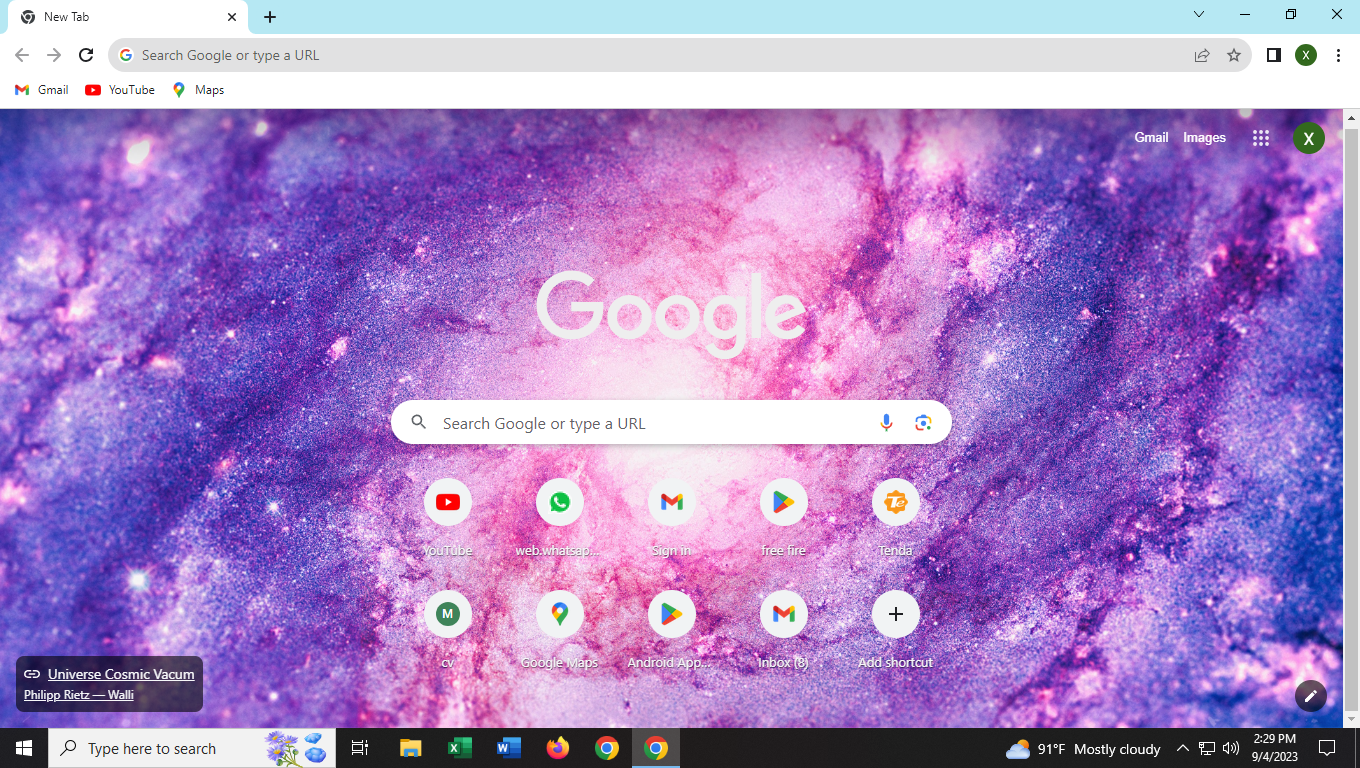 New Tab
Search Google or type a URL
X
Gmail
YouTube
Maps
Gmail
Images
X
Google
Search Google or type a URL
YouTube
web.whatsap...
Sign in
free fire
Te
Tenda
M
cv
Google Maps
Android App...
Inbox (8)
Add shortcut
Universe Cosmic Vacum
Philipp Rietz — Walli
Type here to search
91°F Mostly cloudy
2:29 PM
9/4/2023